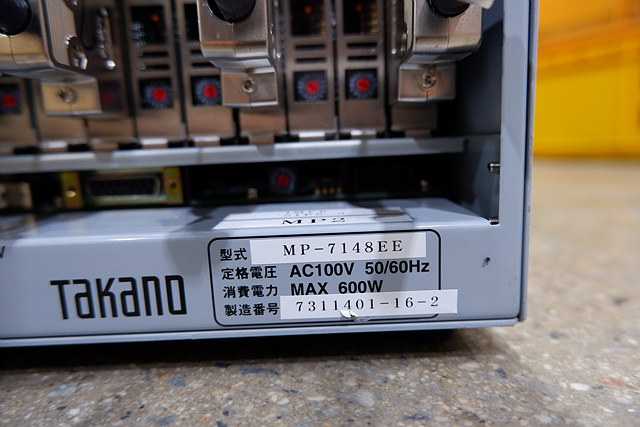 MP2
TAKANO
型式 MP-7148EE
定格電圧 AC100V 50/60Hz
消費電力 MAX 600W
製造番号 7311401-16-2